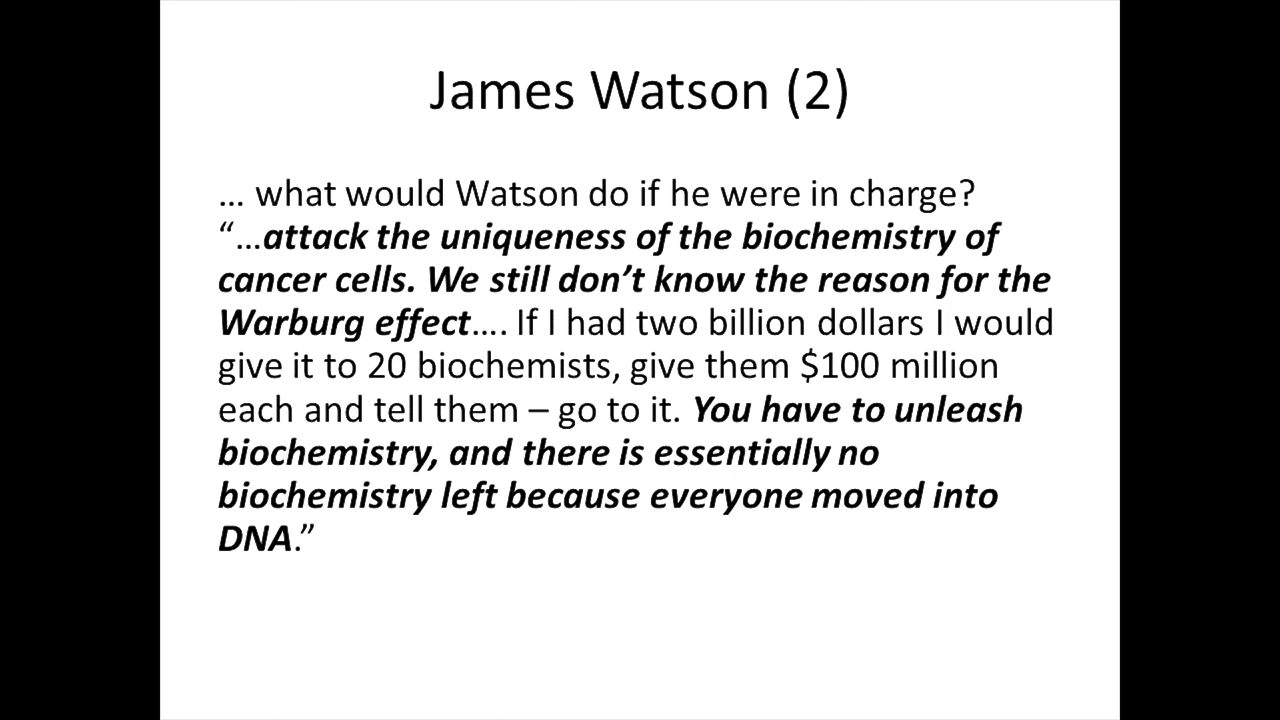 James Watson (2)
… what would Watson do if he were in charge?
“…attack the uniqueness of the biochemistry of
cancer cells. We still don’t know the reason for the
Warburg effect…. If I had two billion dollars I would
give it to 20 biochemists, give them $100 million
each and tell them – go to it. You have to unleash
biochemistry, and there is essentially no
biochemistry left because everyone moved into
DNA.”